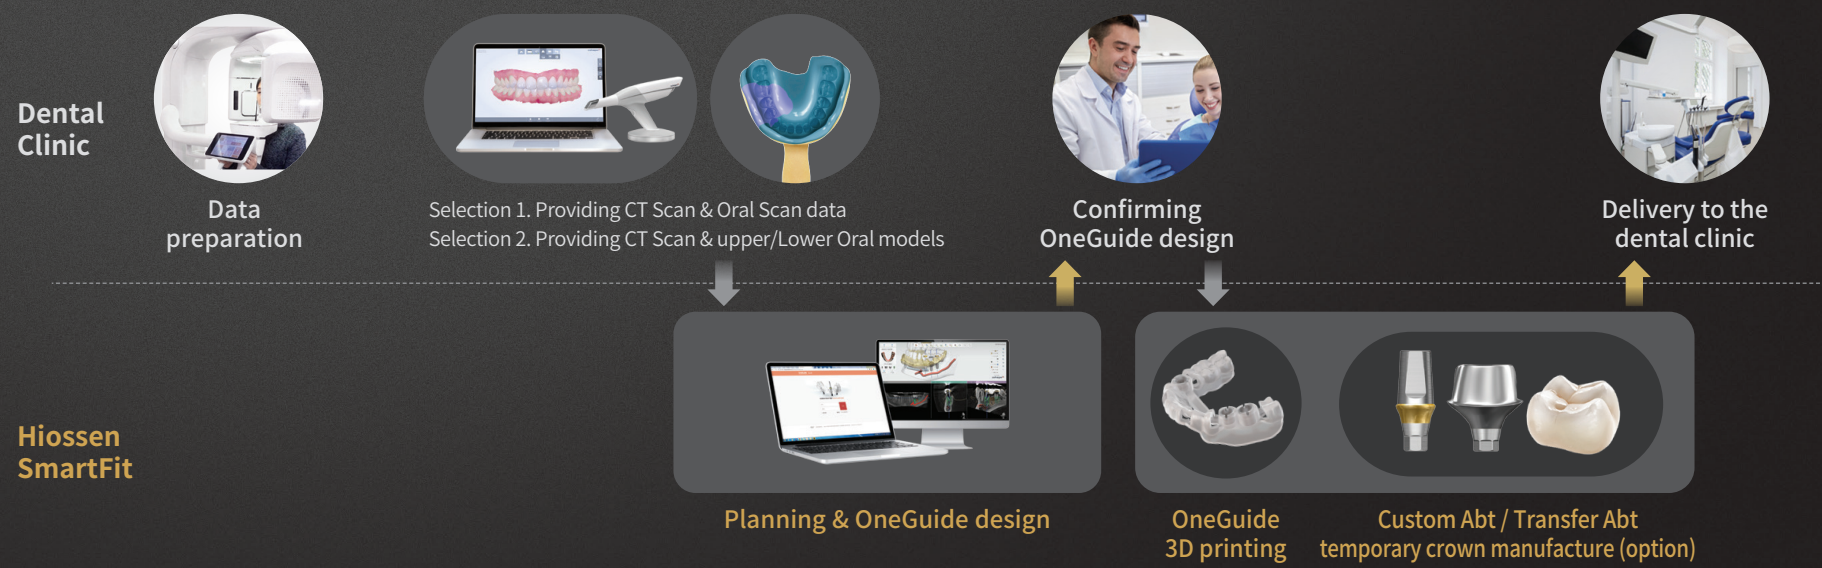 Dental
Clinic
Data
preparation
Selection 1. Providing CT Scan & Oral Scan data
Selection 2. Providing CT Scan & upper/Lower Oral models
Confirming
OneGuide design
Delivery to the
dental clinic
Hiossen
SmartFit
Planning & OneGuide design
OneGuide
3D printing
Custom Abt / Transfer Abt
temporary crown manufacture (option)